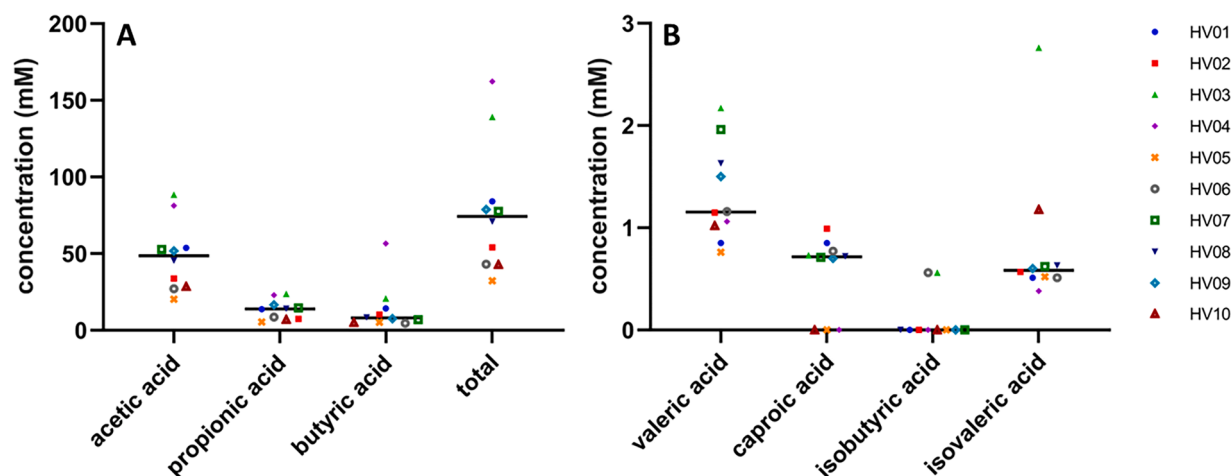 A
concentration (mM)
200
150
100
50
0
acetic acid
propionic acid
butyric acid
total
B
concentration (mM)
3
2
1
0
valeric acid
caproic acid
isobutyric acid
isovaleric acid
HV01
HV02
HV03
HV04
HV05
HV06
HV07
HV08
HV09
HV10